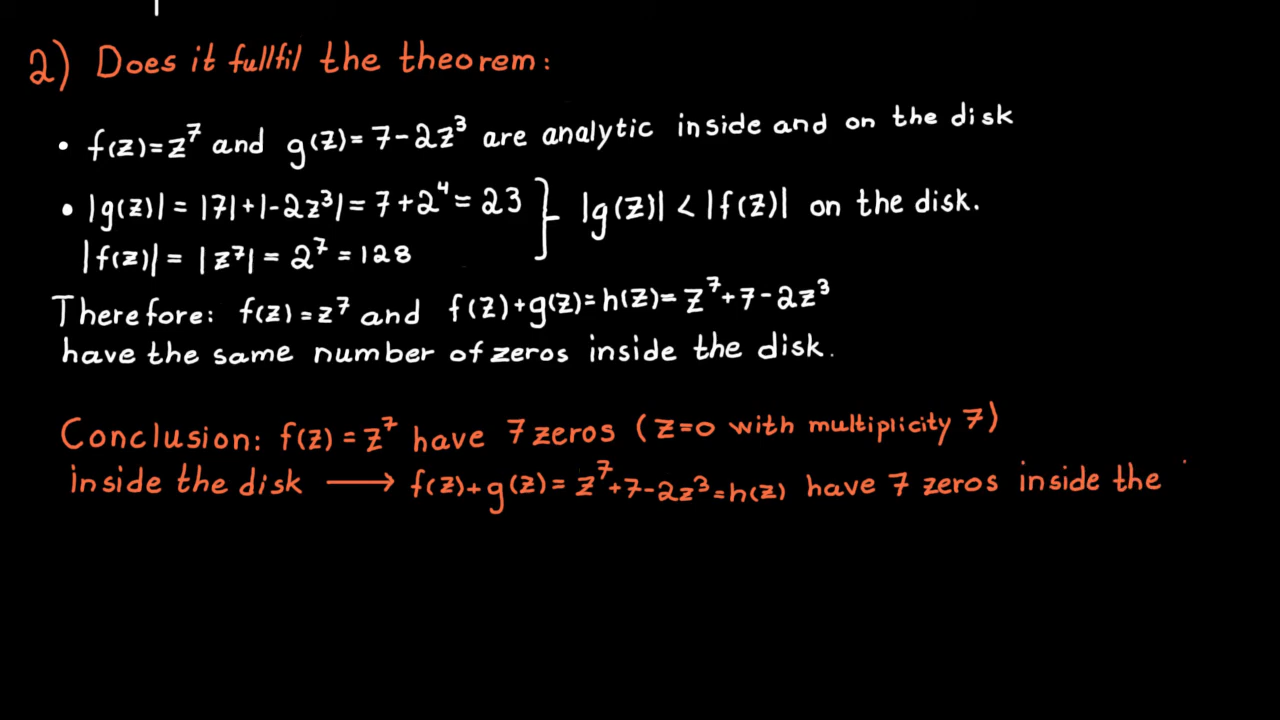 2) Does it fullfil the theorem:
• f(z)=z⁷ and g(z)=7-2z³ are analytic inside and on the disk
• |g(z)| = |7|+|-2z³|= 7+2⁴= 23 } |g(z)| < |f(z)| on the disk.
|f(z)| = |z⁷| = 2⁷ = 128
Therefore: f(z)=z⁷ and f(z)+g(z)=h(z)= z⁷+7-2z³
have the same number of zeros inside the disk.
Conclusion: f(z) = z⁷ have 7 zeros (z=0 with multiplicity 7)
inside the disk ⟶ f(z)+g(z)= z⁷+7-2z³=h(z) have 7 zeros inside the